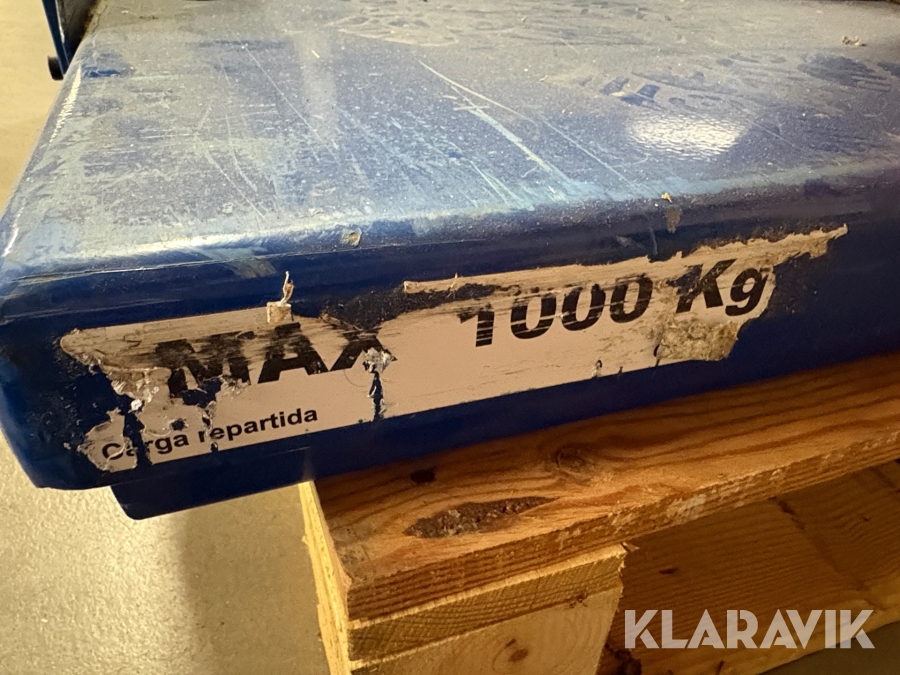 MAX 1000 Kg
Carga repartida
KLARAVIK